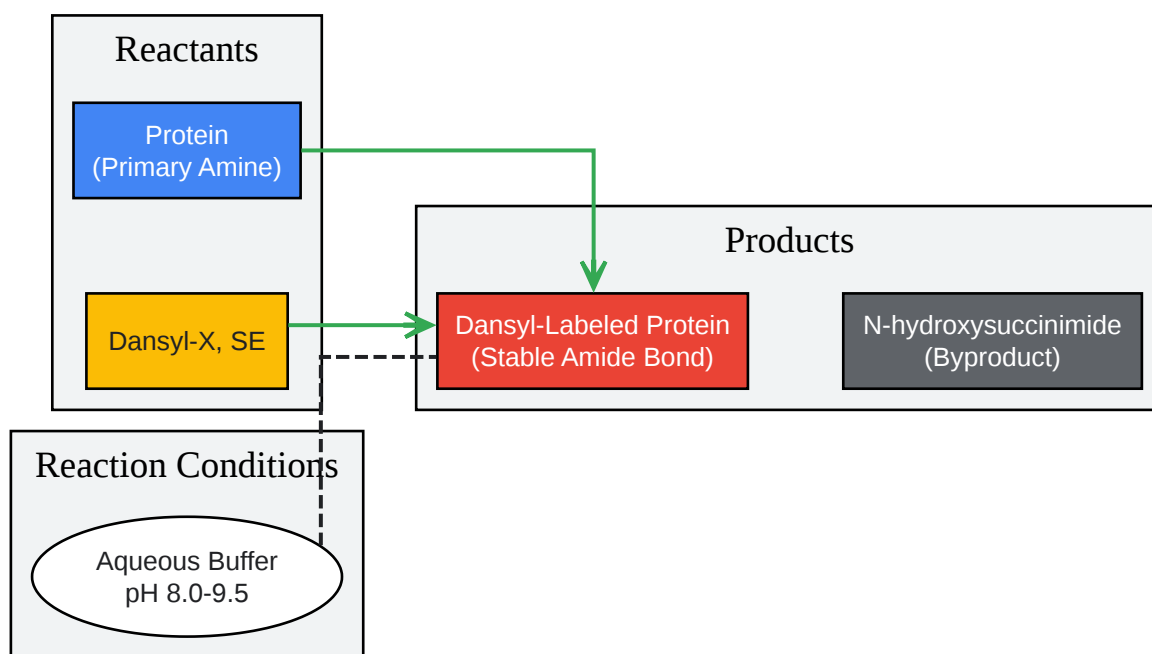 Reactants
Protein
(Primary Amine)
Products
Dansyl-X, SE
Dansyl-Labeled Protein
(Stable Amide Bond)
N-hydroxysuccinimide
(Byproduct)
Reaction Conditions
Aqueous Buffer
pH 8.0-9.5